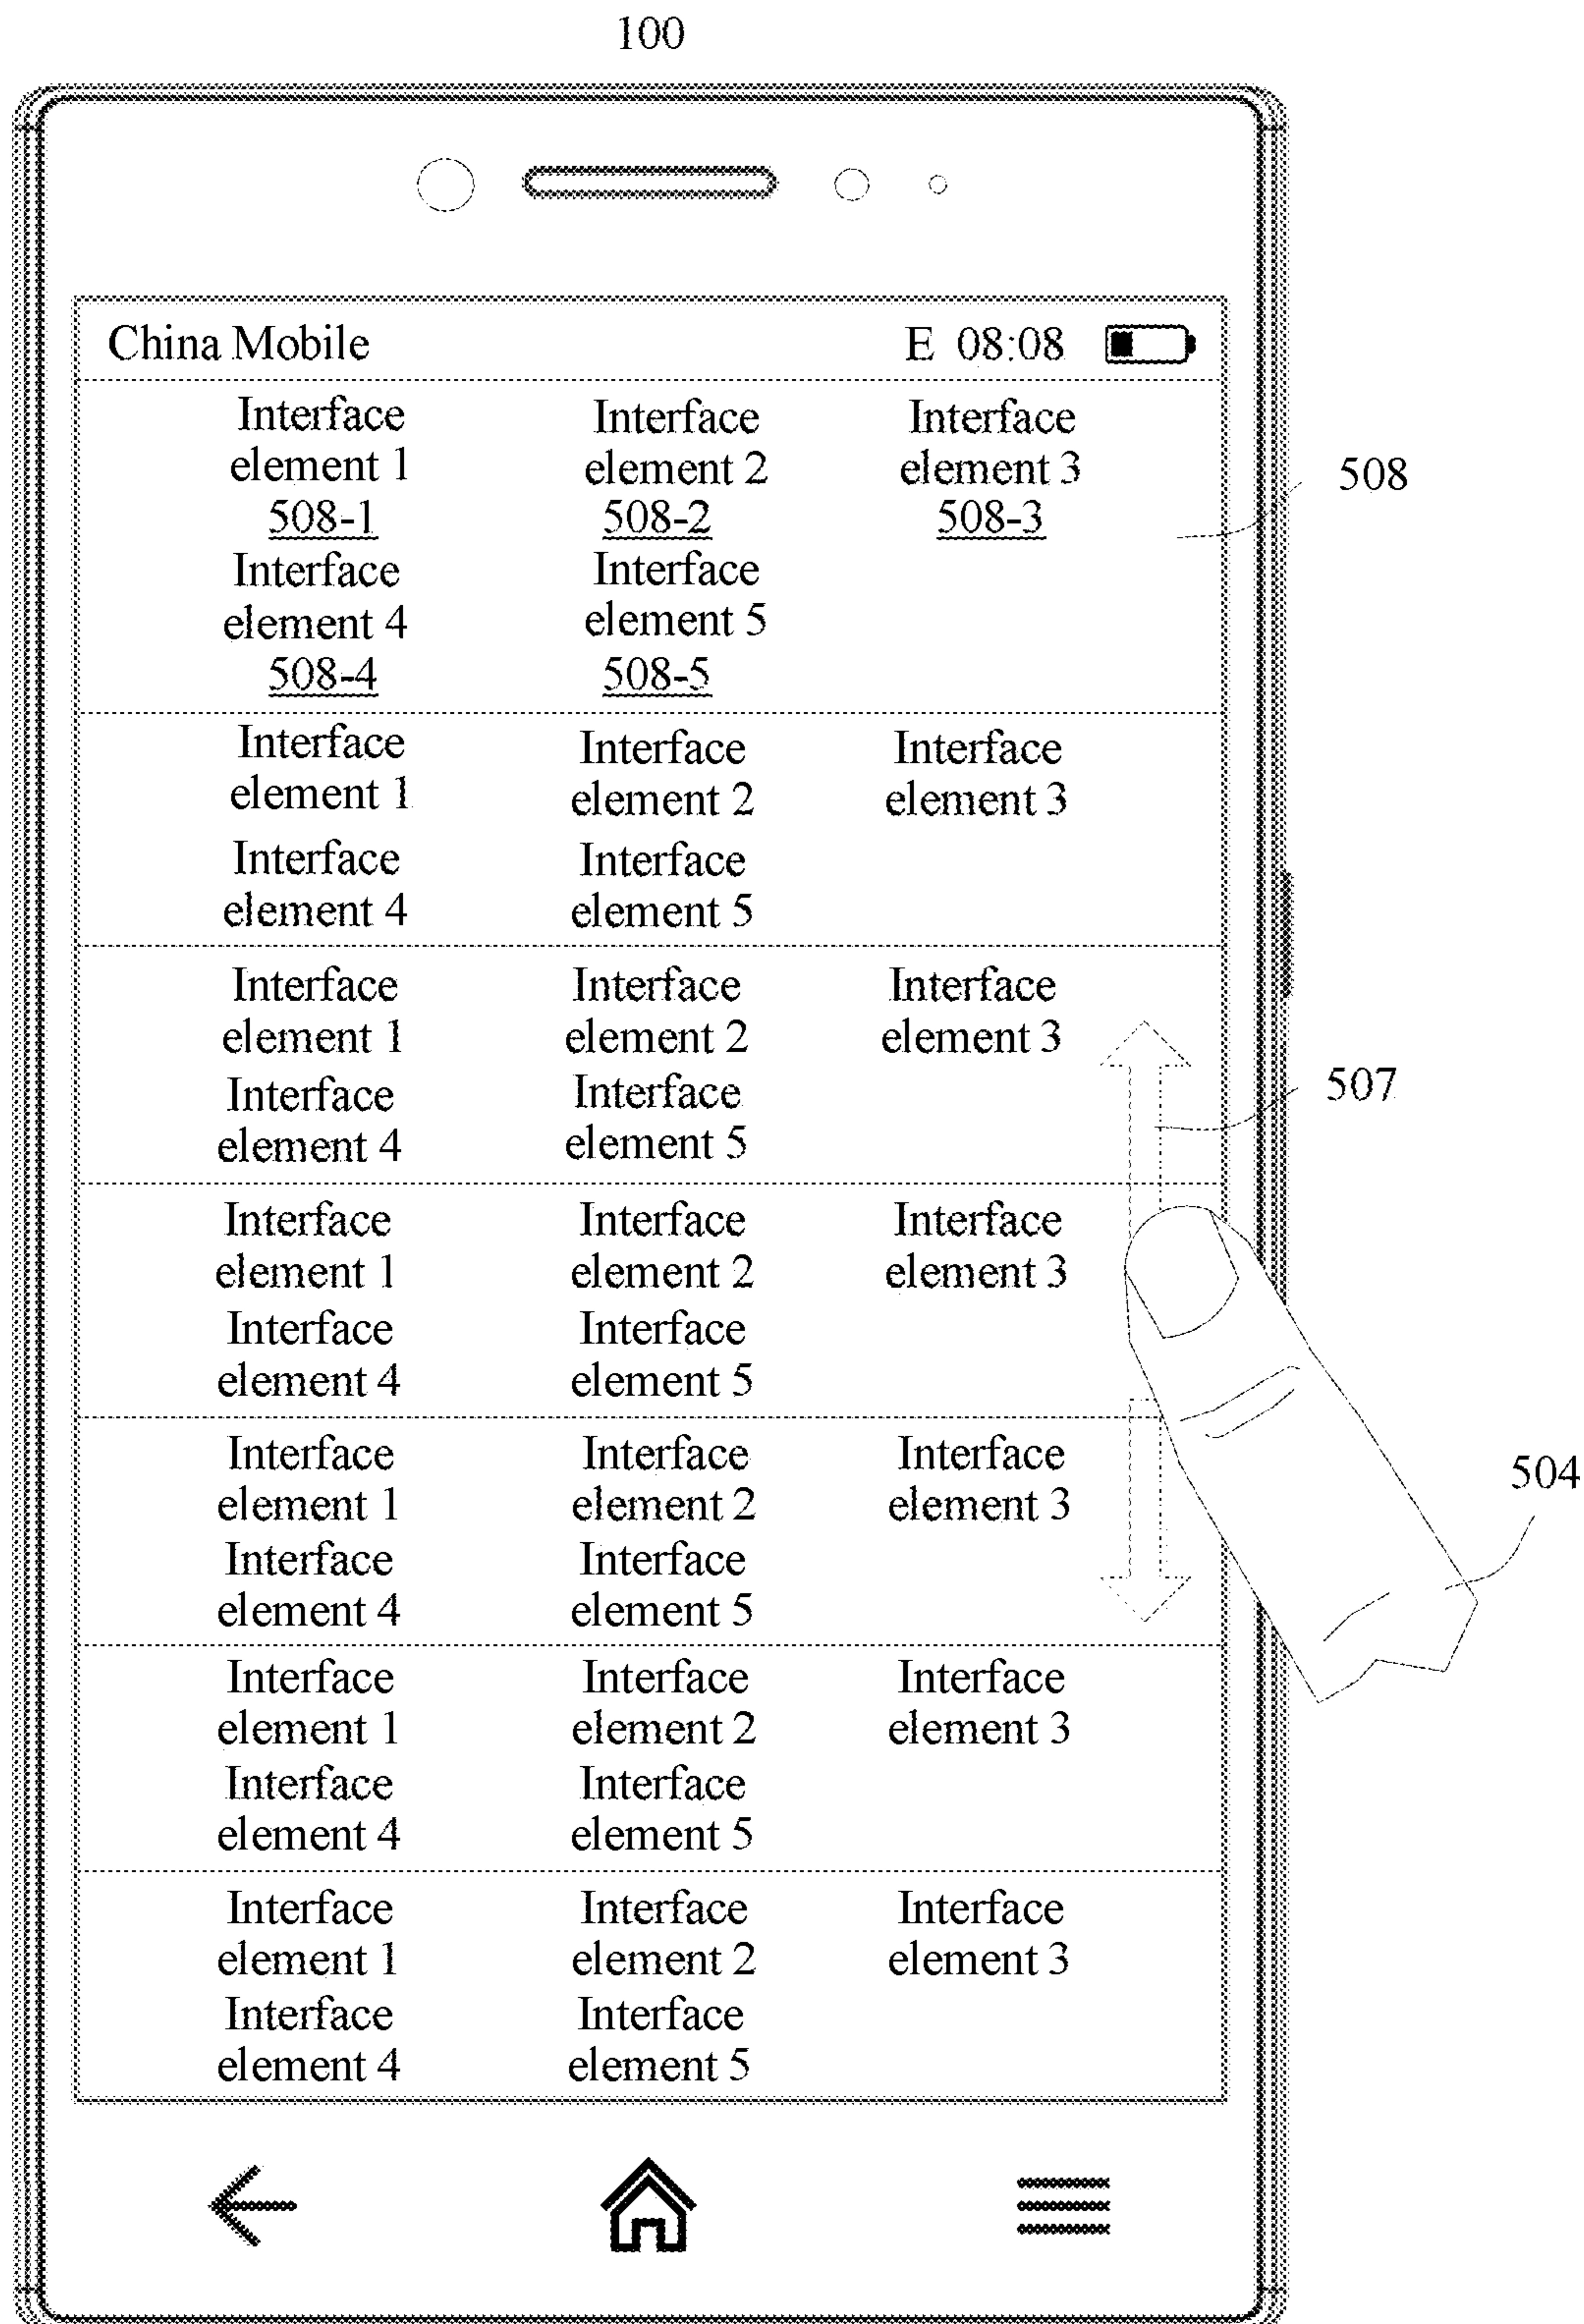 100
China Mobile E 08:08
Interface Interface Interface
element 1 element 2 element 3
508
508-1 508-2 508-3
Interface Interface
element 4 element 5
508-4 508-5
Interface Interface Interface
element 1 element 2 element 3
Interface Interface
element 4 element 5
Interface Interface Interface
element 1 element 2 element 3
507
Interface Interface
element 4 element 5
Interface Interface Interface
element 1 element 2 element 3
Interface Interface
element 4 element 5
Interface Interface Interface
element 1 element 2 element 3
504
Interface Interface
element 4 element 5
Interface Interface Interface
element 1 element 2 element 3
Interface Interface
element 4 element 5
Interface Interface Interface
element 1 element 2 element 3
Interface Interface
element 4 element 5